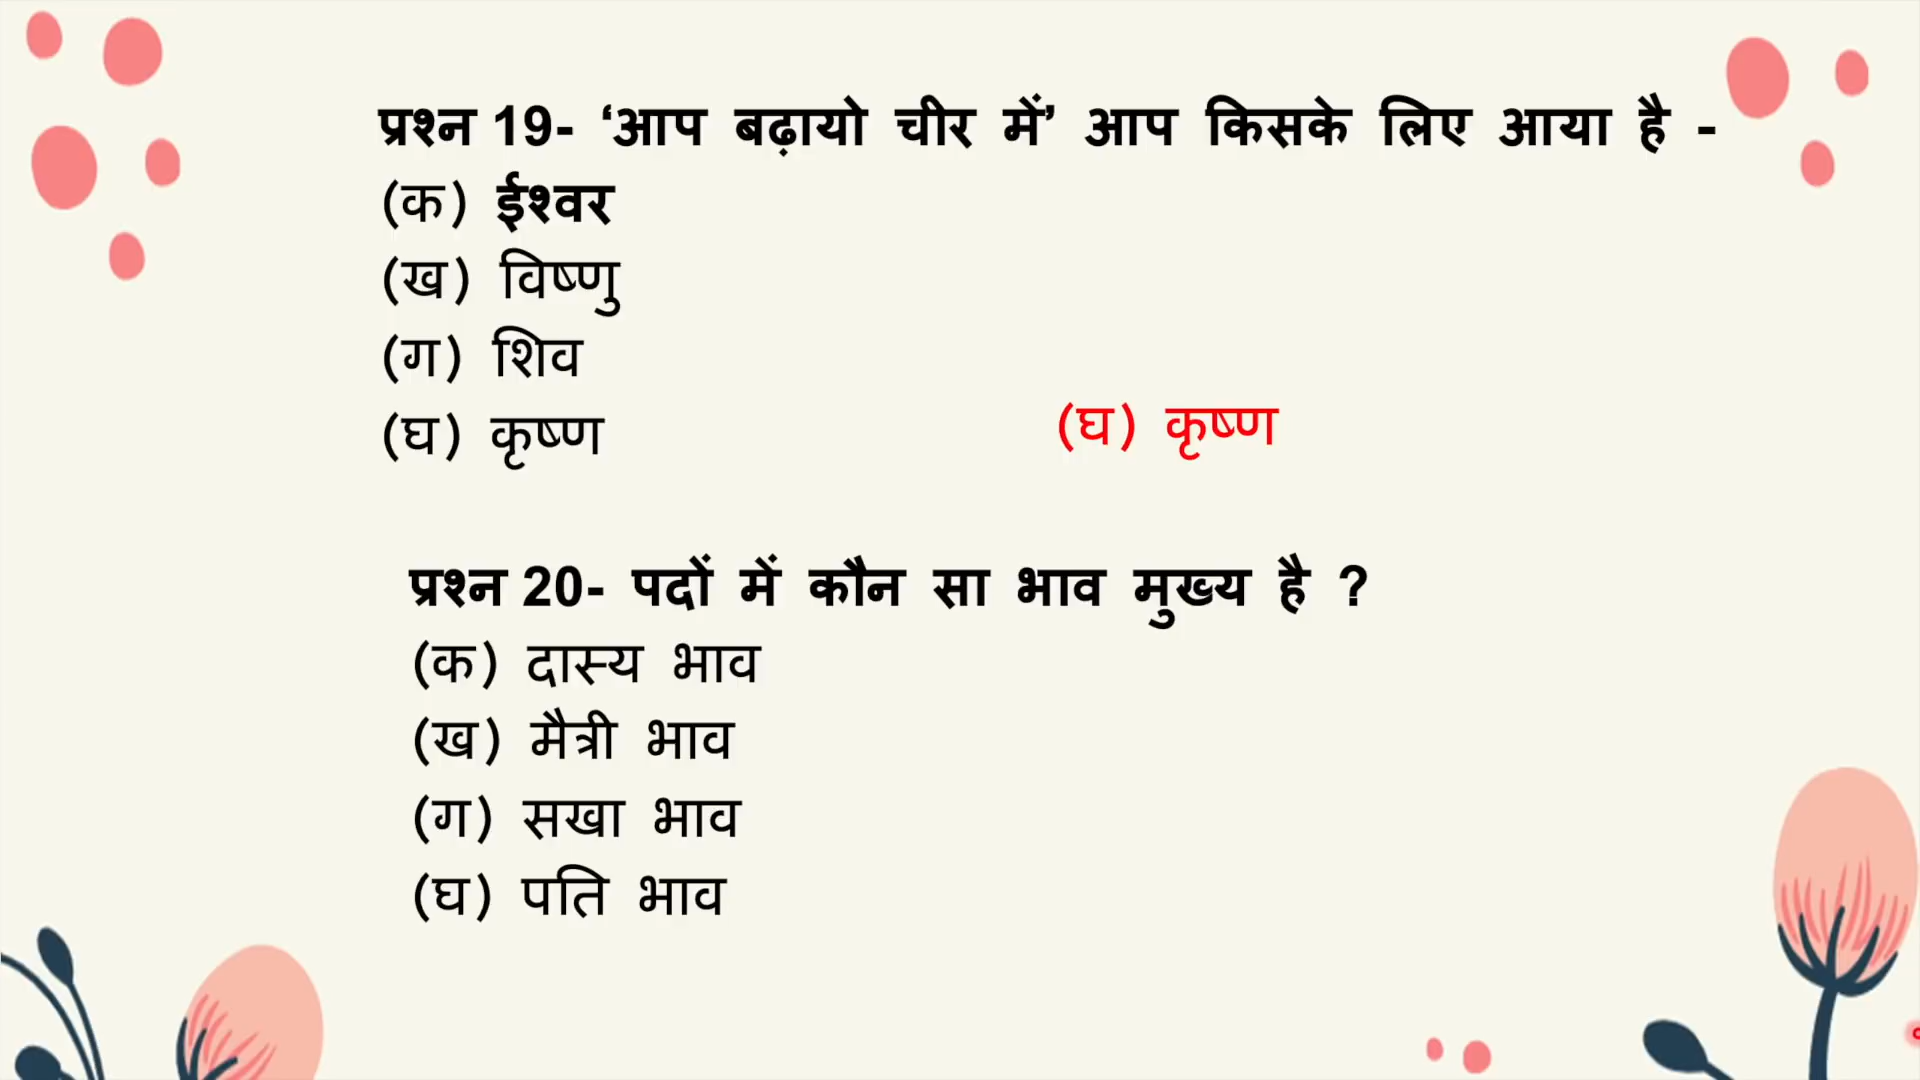 प्रश्न 19- ‘आप बढ़ायो चीर में’ आप किसके लिए आया है -
(क) ईश्वर
(ख) विष्णु
(ग) शिव
(घ) कृष्ण
(घ) कृष्ण
प्रश्न 20- पदों में कौन सा भाव मुख्य है ?
(क) दास्य भाव
(ख) मैत्री भाव
(ग) सखा भाव
(घ) पति भाव